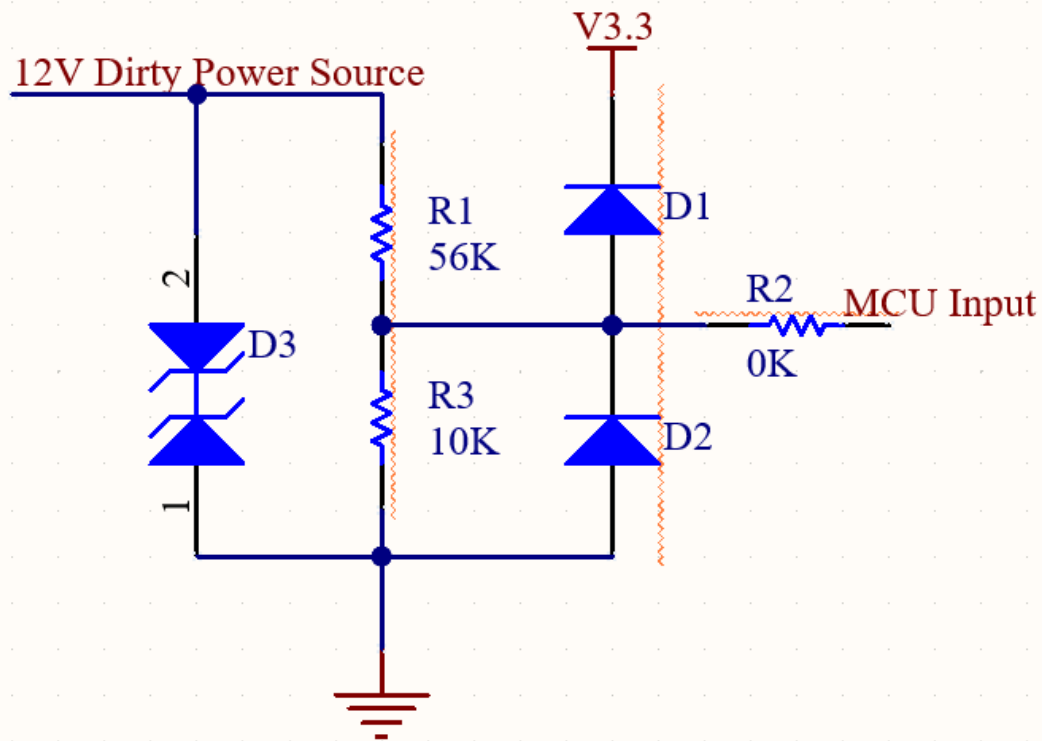 V3.3
12V Dirty Power Source
D1
R1
56K
2
R2
MCU Input
D3
0K
R3
10K
D2
1